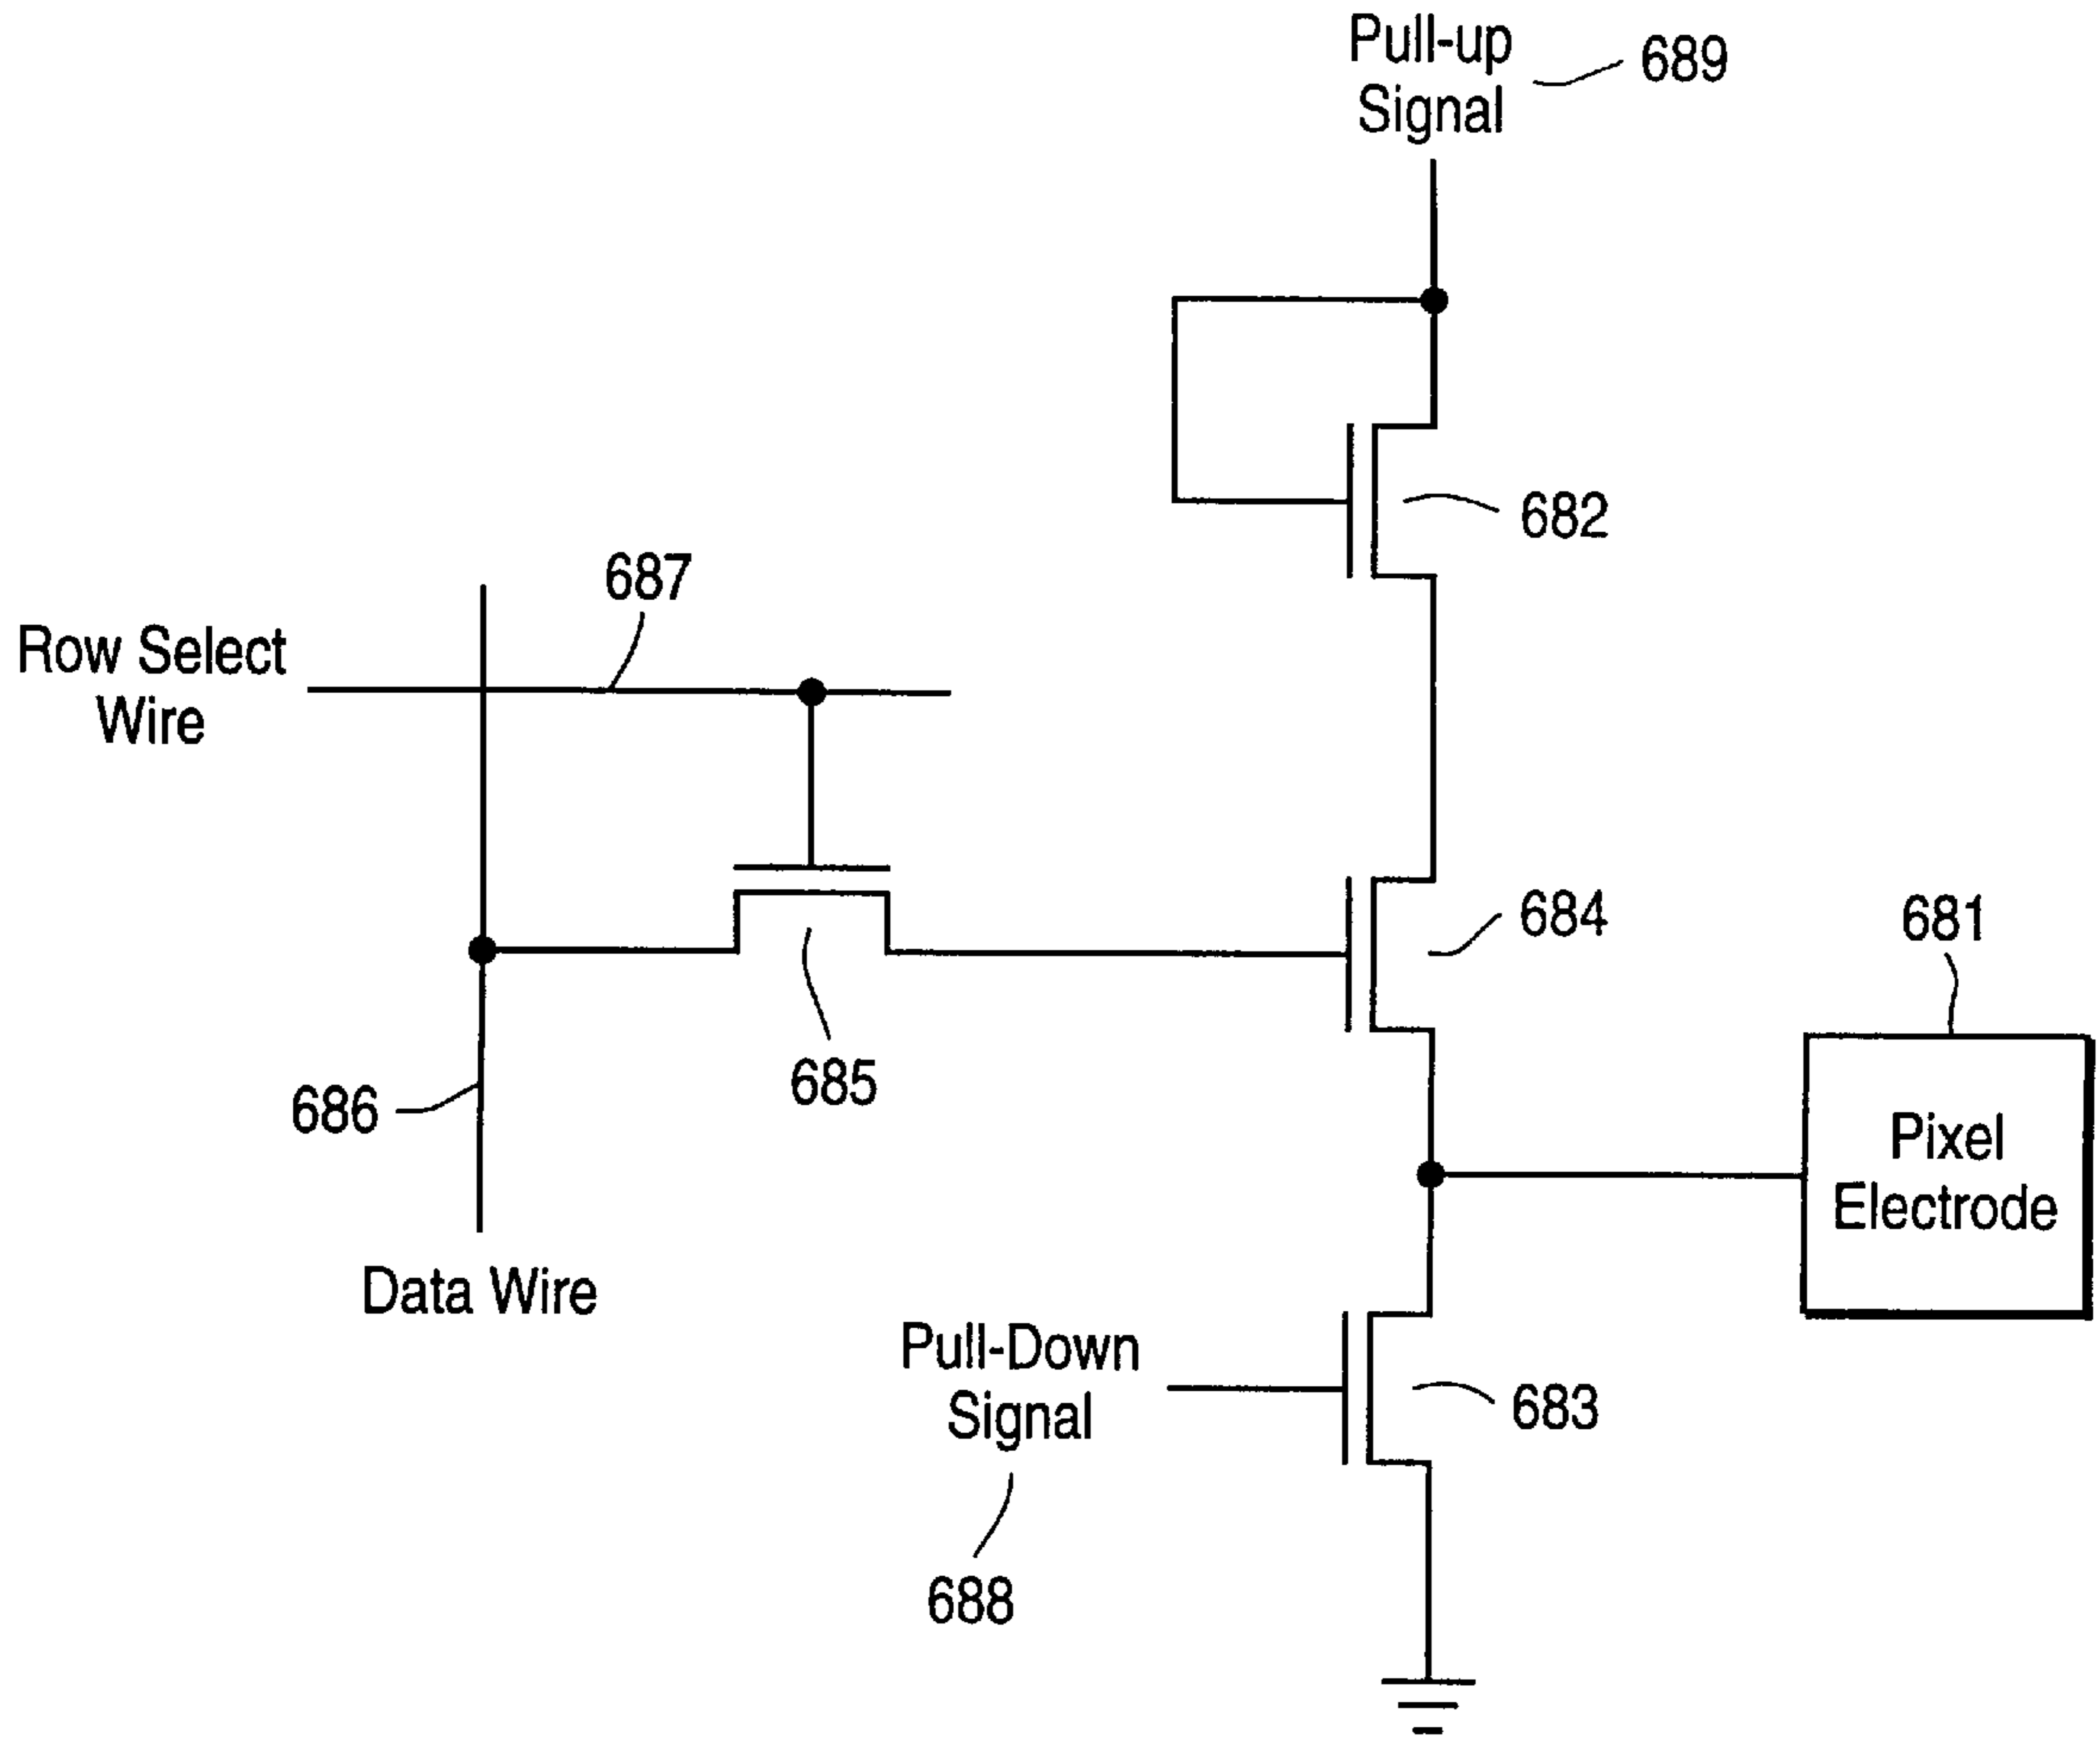 Pull-up
Signal
689
682
687
Row Select
Wire
684
681
685
686
Pixel
Electrode
Data Wire
Pull-Down
Signal
683
688